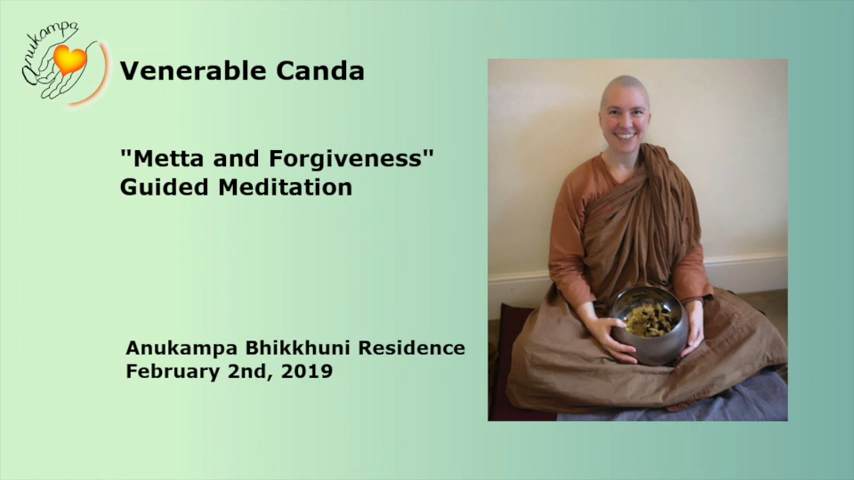 Anukampa
Venerable Canda
"Metta and Forgiveness"
Guided Meditation
Anukampa Bhikkhuni Residence
February 2nd, 2019